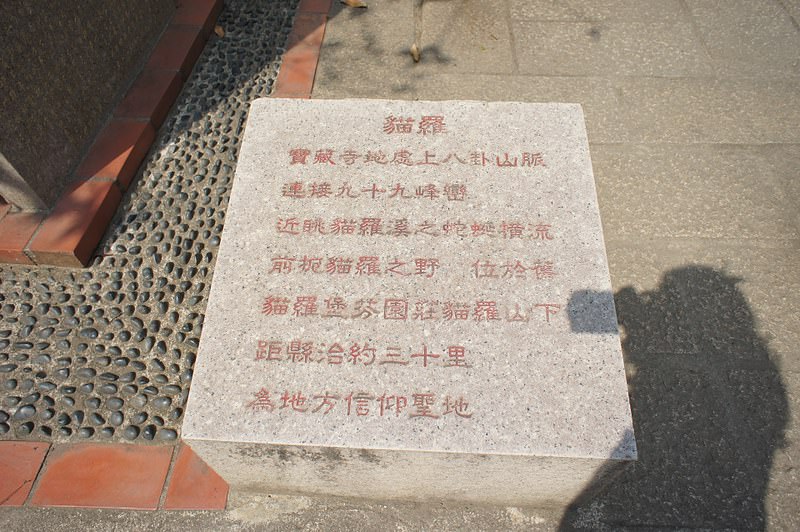 貓羅
寶藏寺地處上八卦山脈
連接九十九峰巒
近眺貓羅溪之蛇蜒橫流
前扼貓羅之野　位於舊
貓羅堡芬園莊貓羅山下
距縣治約三十里
為地方信仰聖地